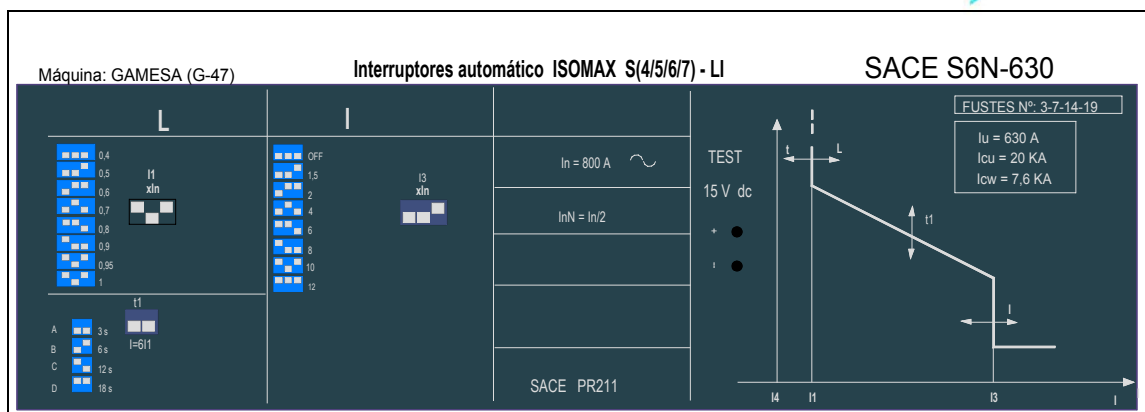 Máquina: GAMESA (G-47)
Interruptores automático ISOMAX S(4/5/6/7) - LI
SACE S6N-630
L
0,4
0,5
0,6
0,7
0,8
0,9
0,95
1
I1
xIn
t1
I=6I1
A 3 s
B 6 s
C 12 s
D 18 s
I
OFF
1,5
2
4
6
8
10
12
I3
xIn
In = 800 A
InN = In/2
SACE PR211
TEST
15 V dc
+
t
L
t1
I
I4 I1 I3 I
FUSTES Nº: 3-7-14-19
Iu = 630 A
Icu = 20 KA
Icw = 7,6 KA